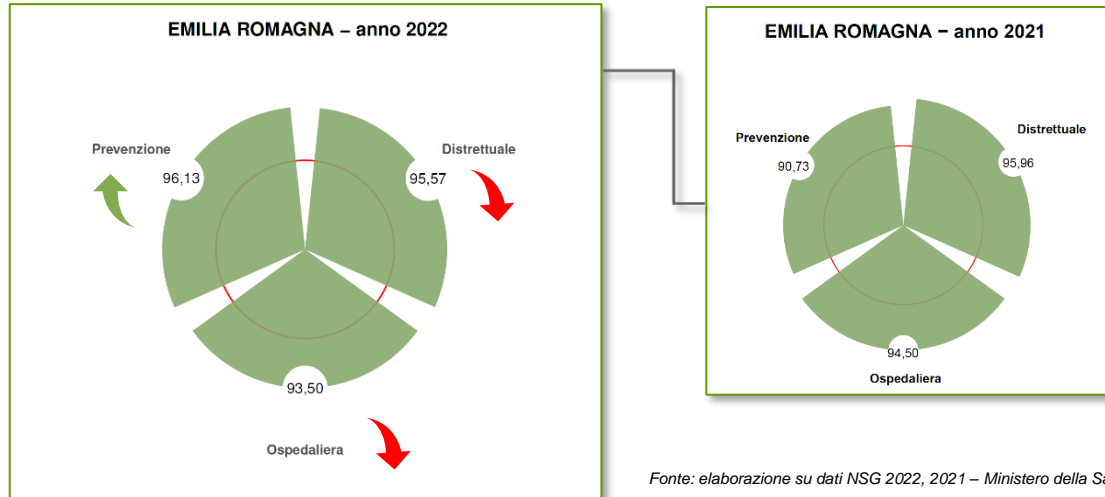 EMILIA ROMAGNA – anno 2022
Prevenzione
96,13
Distrettuale
95,57
93,50
Ospedaliera
EMILIA ROMAGNA – anno 2021
Prevenzione
90,73
Distrettuale
95,96
94,50
Ospedaliera
Fonte: elaborazione su dati NSG 2022, 2021 – Ministero della Sa